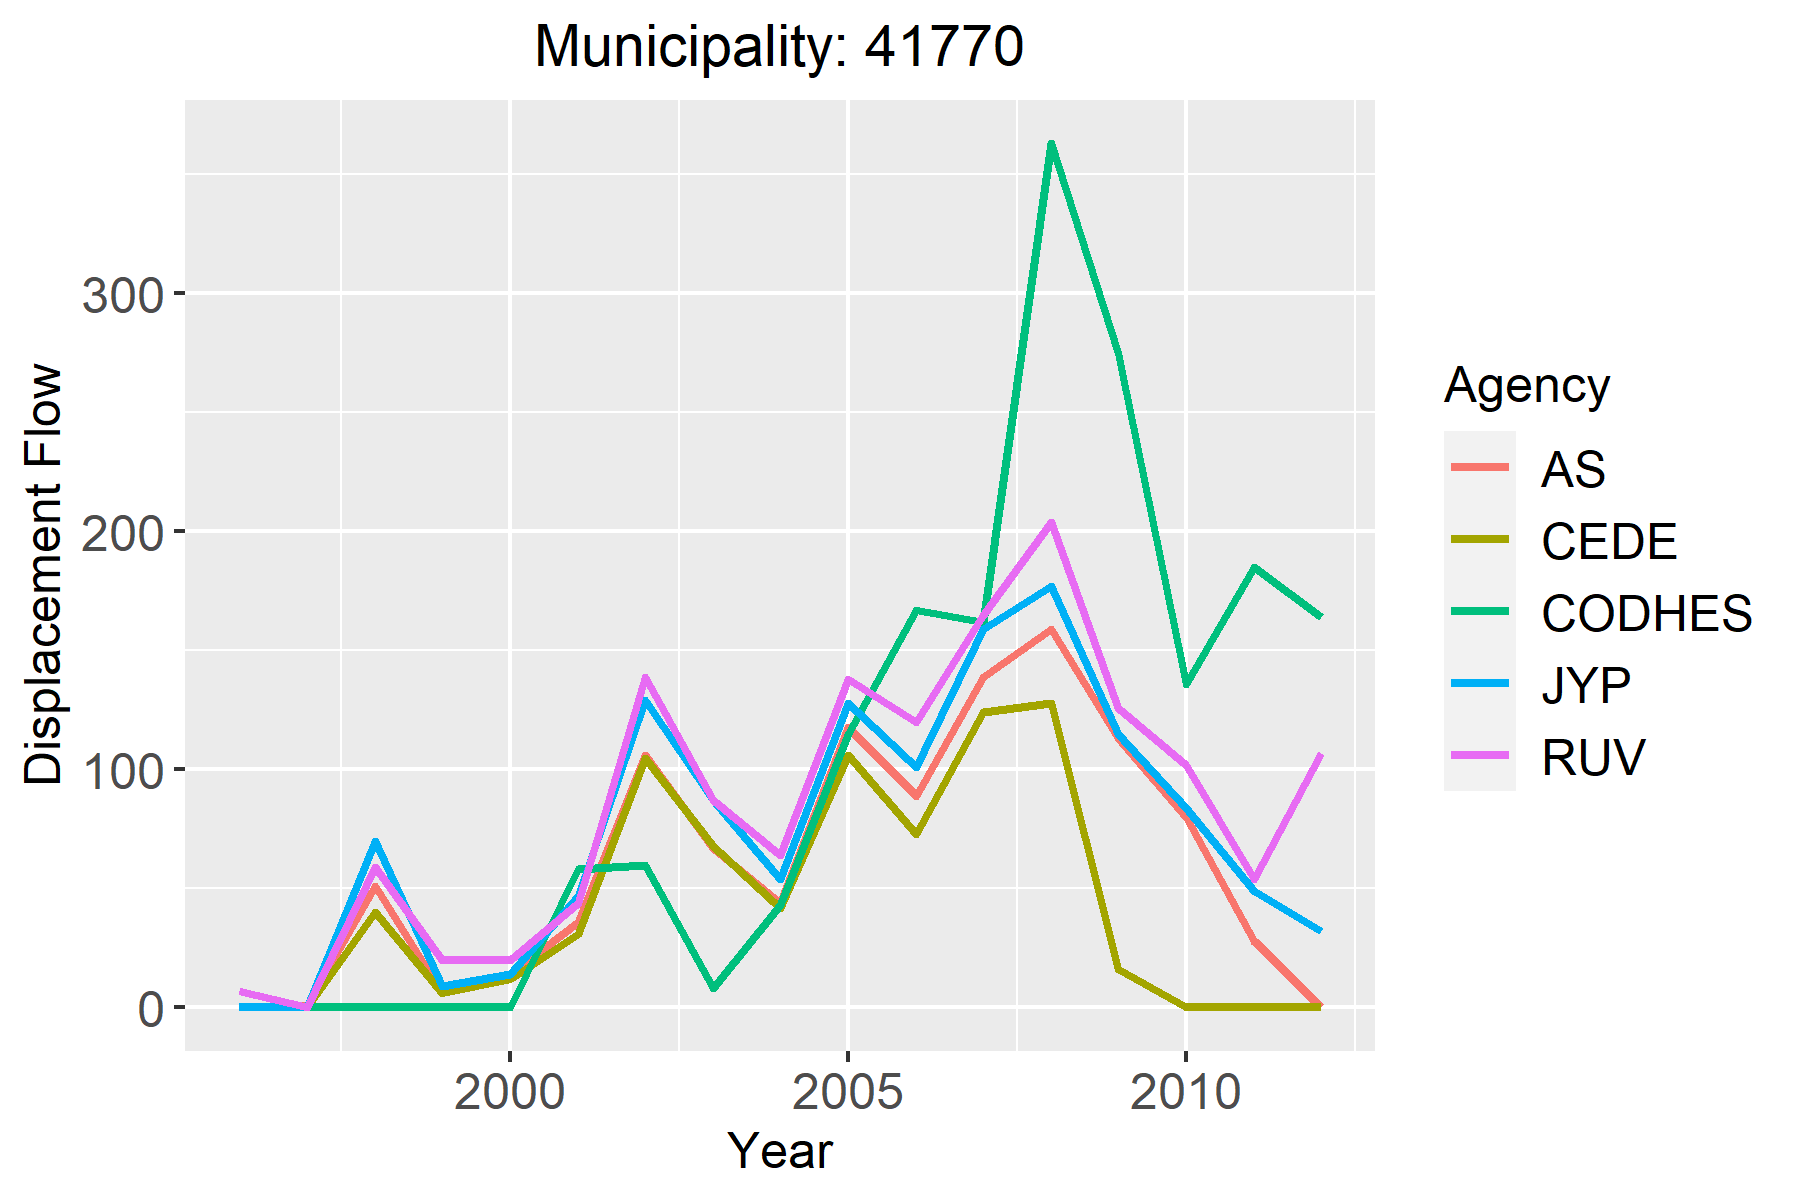 Municipality: 41770
Displacement Flow
300
200
100
0
2000 2005 2010
Year
Agency
AS
CEDE
CODHES
JYP
RUV